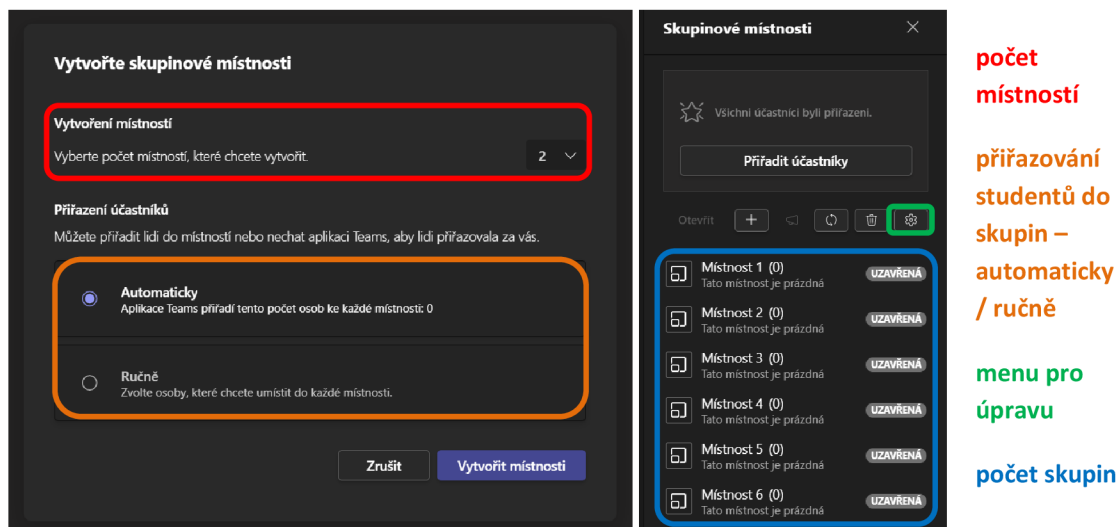 Vytvořte skupinové místnosti
Vytvoření místností
Vyberte počet místností, které chcete vytvořit.
2
Přiřazení účastníků
Můžete přiřadit lidi do místností nebo nechat aplikaci Teams, aby lidi přiřazovala za vás.
Automaticky
Aplikace Teams přiřadí tento počet osob ke každé místnosti: 0
Ručně
Zvolte osoby, které chcete umístit do každé místnosti.
Zrušit
Vytvořit místnosti
Skupinové místnosti
Všichni účastníci byli přiřazeni.
Přiřadit účastníky
Otevřít
Místnost 1 (0)
UZAVŘENÁ
Tato místnost je prázdná
Místnost 2 (0)
UZAVŘENÁ
Tato místnost je prázdná
Místnost 3 (0)
UZAVŘENÁ
Tato místnost je prázdná
Místnost 4 (0)
UZAVŘENÁ
Tato místnost je prázdná
Místnost 5 (0)
UZAVŘENÁ
Tato místnost je prázdná
Místnost 6 (0)
UZAVŘENÁ
Tato místnost je prázdná
počet
místností
přiřazování
studentů do
skupin –
automaticky
/ ručně
menu pro
úpravu
počet skupin